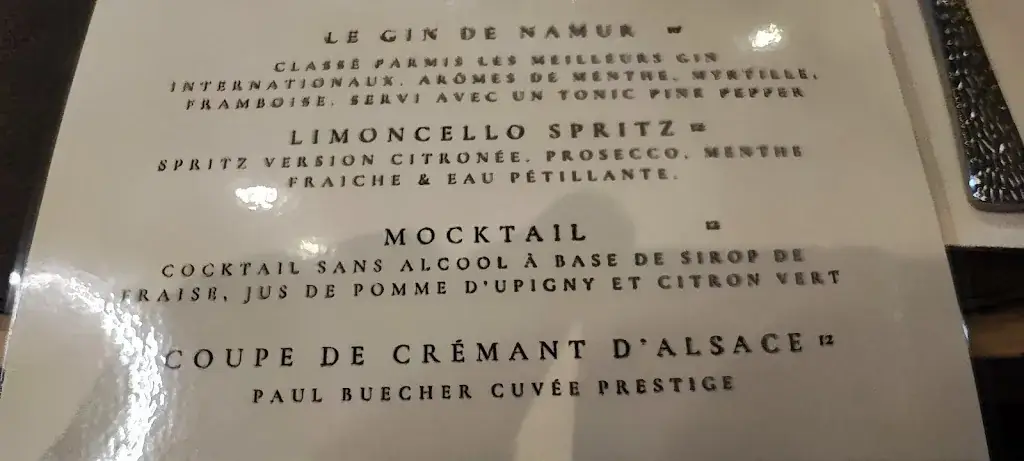 LE GIN DE NAMUR
CLASSÉ PARMIS LES MEILLEURS GIN
INTERNATIONAUX. ARÔMES DE MENTHE, MYRTILLE,
FRAMBOISE. SERVI AVEC UN TONIC PINK PEPPER
LIMONCELLO SPRITZ 12
SPRITZ VERSION CITRONÉE. PROSECCO, MENTHE
FRAICHE & EAU PÉTILLANTE.
MOCKTAIL 12
COCKTAIL SANS ALCOOL À BASE DE SIROP DE
FRAISE, JUS DE POMME D'UPIGNY ET CITRON VERT
COUPE DE CRÉMANT D'ALSACE 12
PAUL BUECHER CUVÉE PRESTIGE